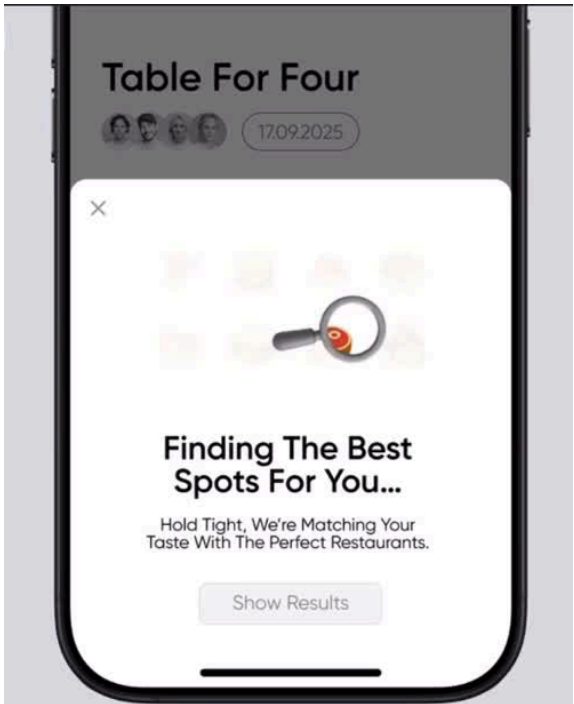 Table For Four
17.09.2025
Finding The Best
Spots For You...
Hold Tight, We're Matching Your
Taste With The Perfect Restaurants.
Show Results